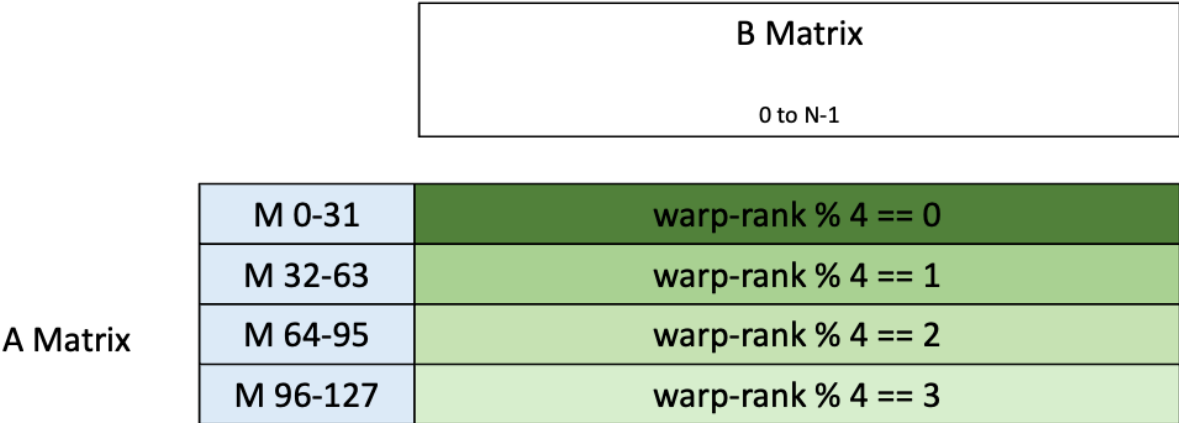 B Matrix
0 to N-1
M 0-31 warp-rank % 4 == 0
M 32-63 warp-rank % 4 == 1
A Matrix
M 64-95 warp-rank % 4 == 2
M 96-127 warp-rank % 4 == 3